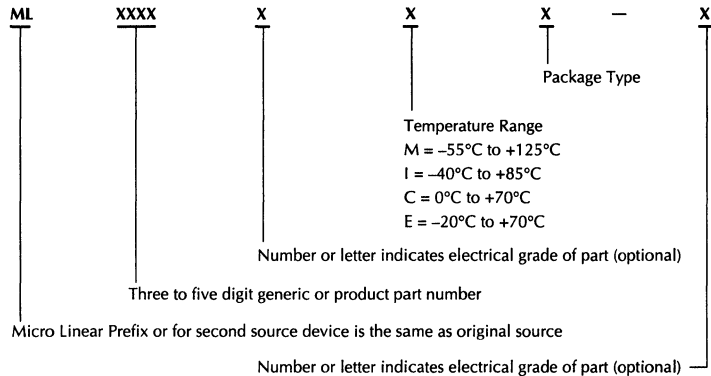 ML XXXX X X X – X
Package Type
Temperature Range
M = –55°C to +125°C
I = –40°C to +85°C
C = 0°C to +70°C
E = –20°C to +70°C
Number or letter indicates electrical grade of part (optional)
Three to five digit generic or product part number
Micro Linear Prefix or for second source device is the same as original source
Number or letter indicates electrical grade of part (optional)